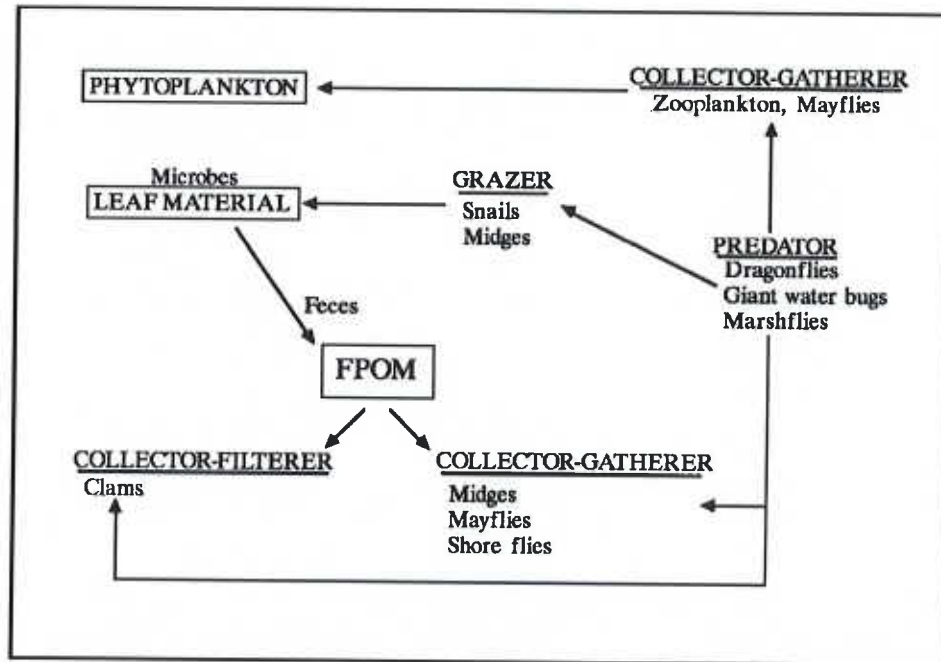 PHYTOPLANKTON
COLLECTOR-GATHERER
Zooplankton, Mayflies
Microbes
LEAF MATERIAL
GRAZER
Snails
Midges
PREDATOR
Dragonflies
Giant water bugs
Marshflies
Feces
FPOM
COLLECTOR-FILTERER
Clams
COLLECTOR-GATHERER
Midges
Mayflies
Shore flies